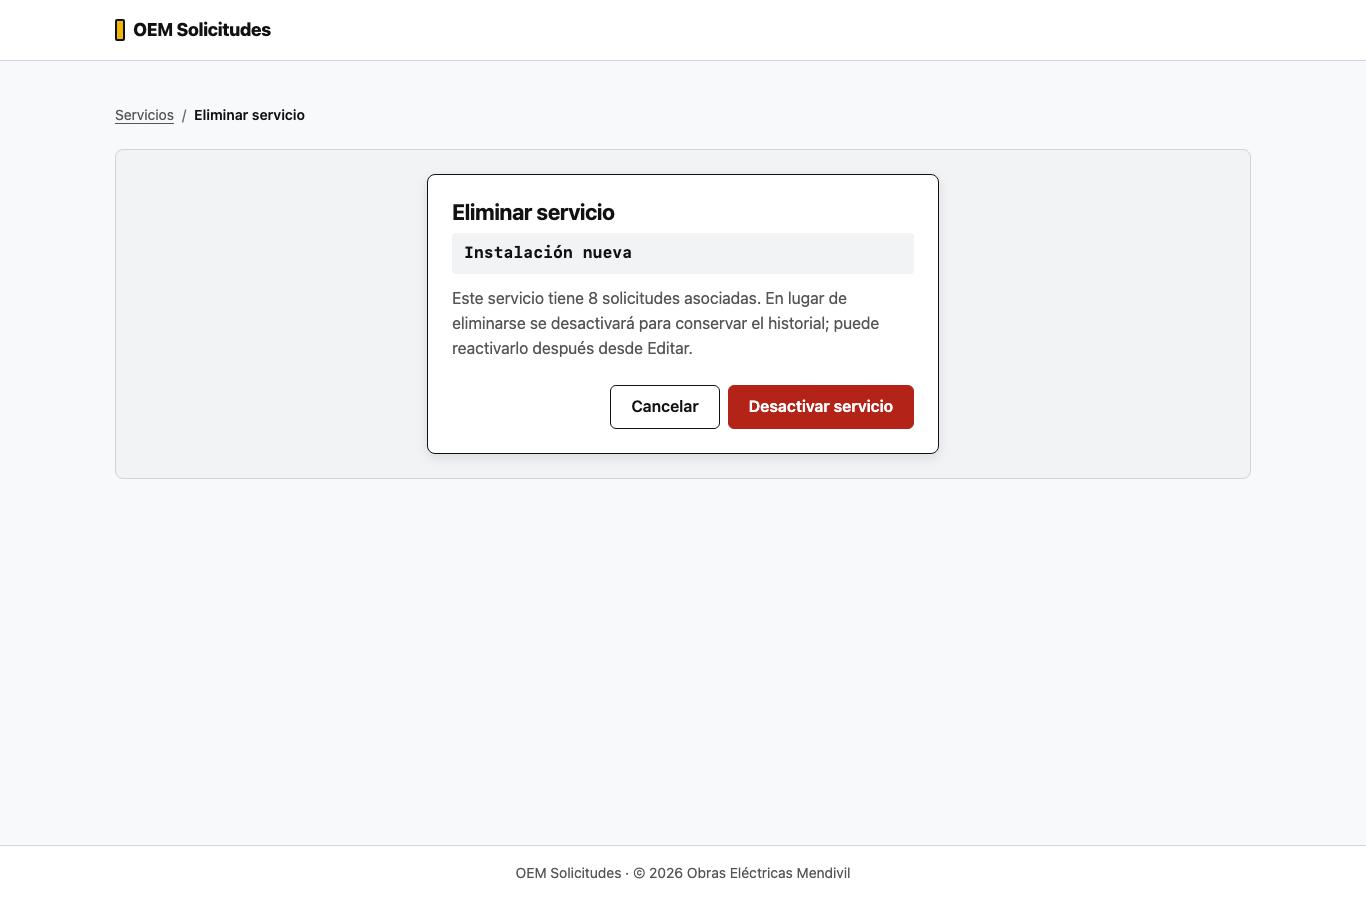 OEM Solicitudes
Servicios / Eliminar servicio
Eliminar servicio
Instalación nueva
Este servicio tiene 8 solicitudes asociadas. En lugar de
eliminarse se desactivará para conservar el historial; puede
reactivarlo después desde Editar.
Cancelar Desactivar servicio
OEM Solicitudes · © 2026 Obras Eléctricas Mendivil